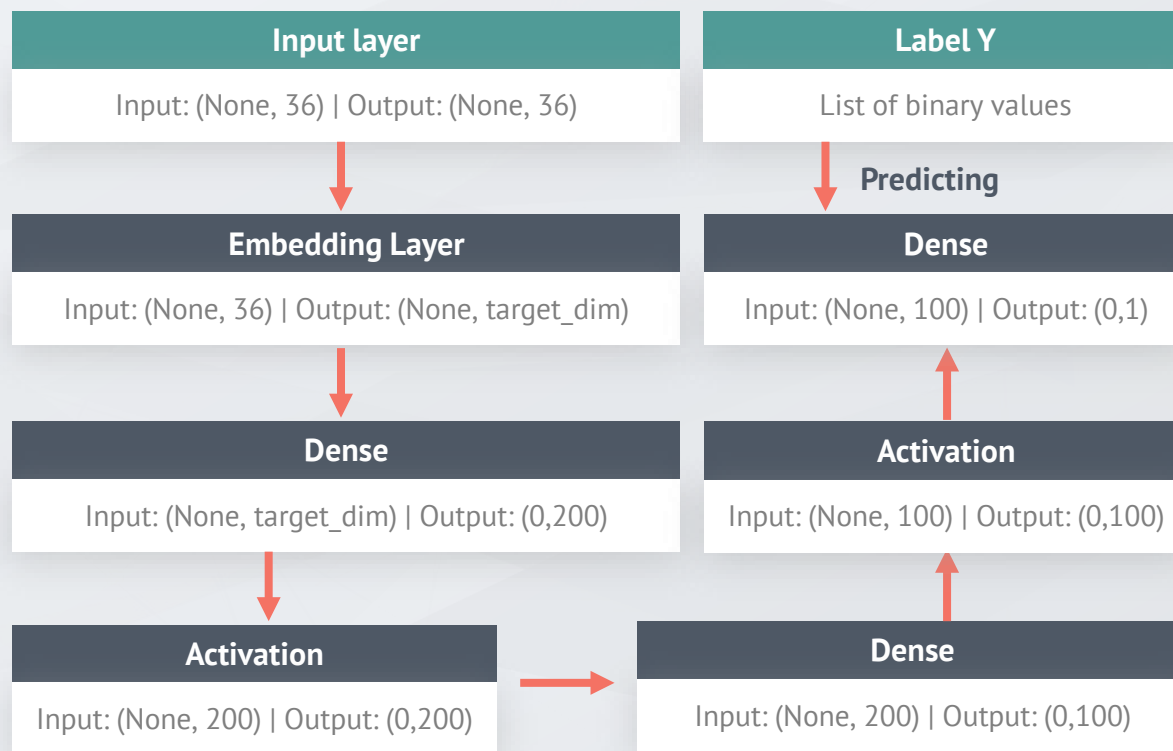 Input layer
Input: (None, 36) | Output: (None, 36)
Embedding Layer
Input: (None, 36) | Output: (None, target_dim)
Dense
Input: (None, target_dim) | Output: (0,200)
Activation
Input: (None, 200) | Output: (0,200)
Dense
Input: (None, 200) | Output: (0,100)
Activation
Input: (None, 100) | Output: (0,100)
Dense
Input: (None, 100) | Output: (0,1)
Predicting
Label Y
List of binary values